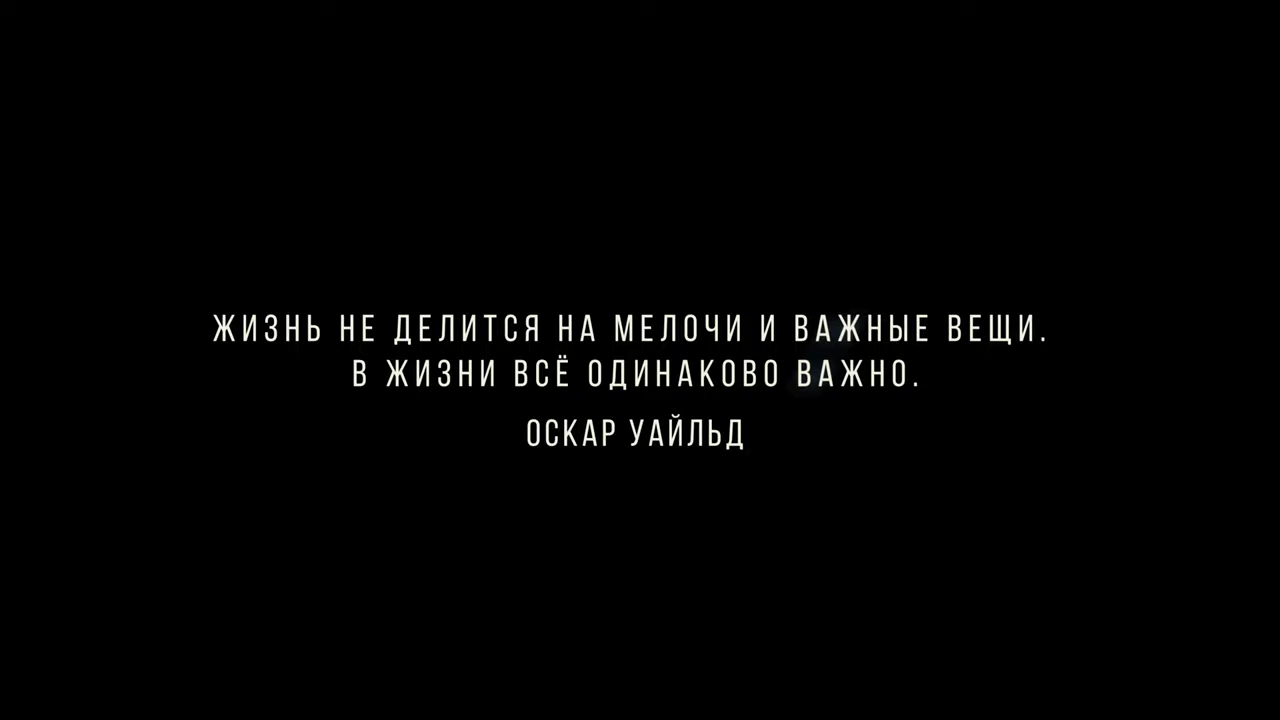 ЖИЗНЬ НЕ ДЕЛИТСЯ НА МЕЛОЧИ И ВАЖНЫЕ ВЕЩИ.
В ЖИЗНИ ВСЁ ОДИНАКОВО ВАЖНО.
ОСКАР УАЙЛЬД